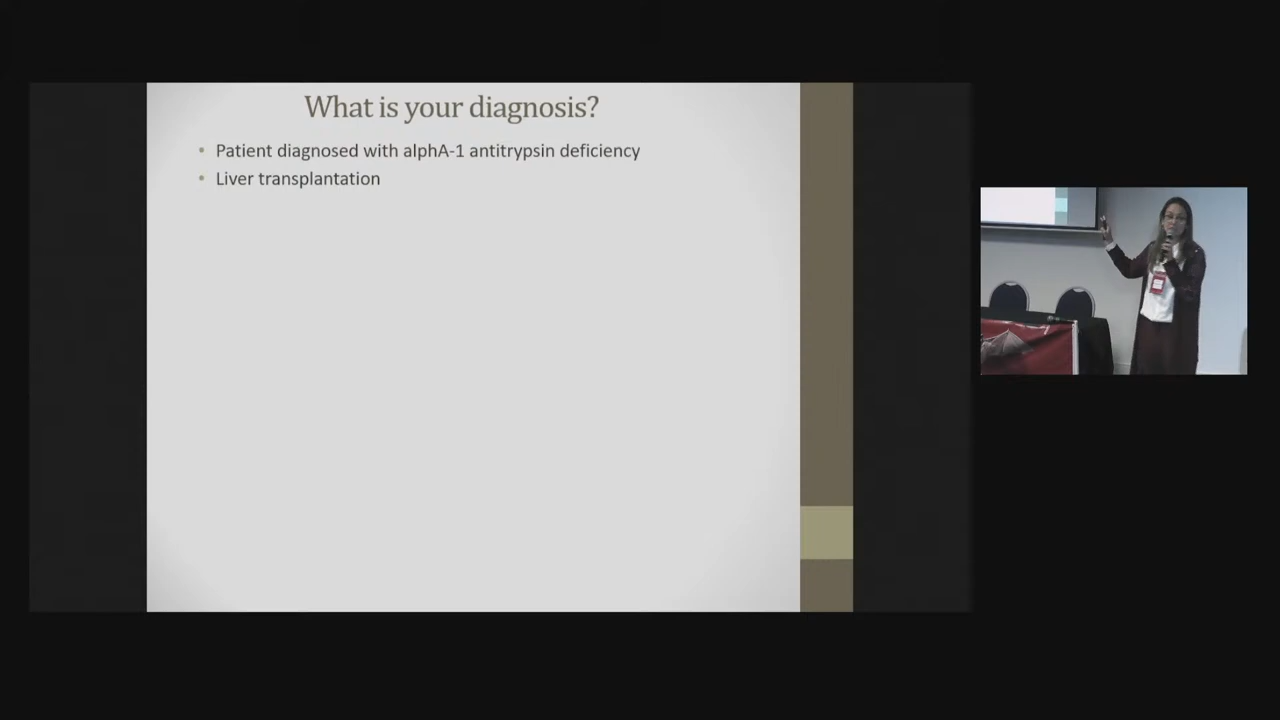 What is your diagnosis?
• Patient diagnosed with alphA-1 antitrypsin deficiency
• Liver transplantation